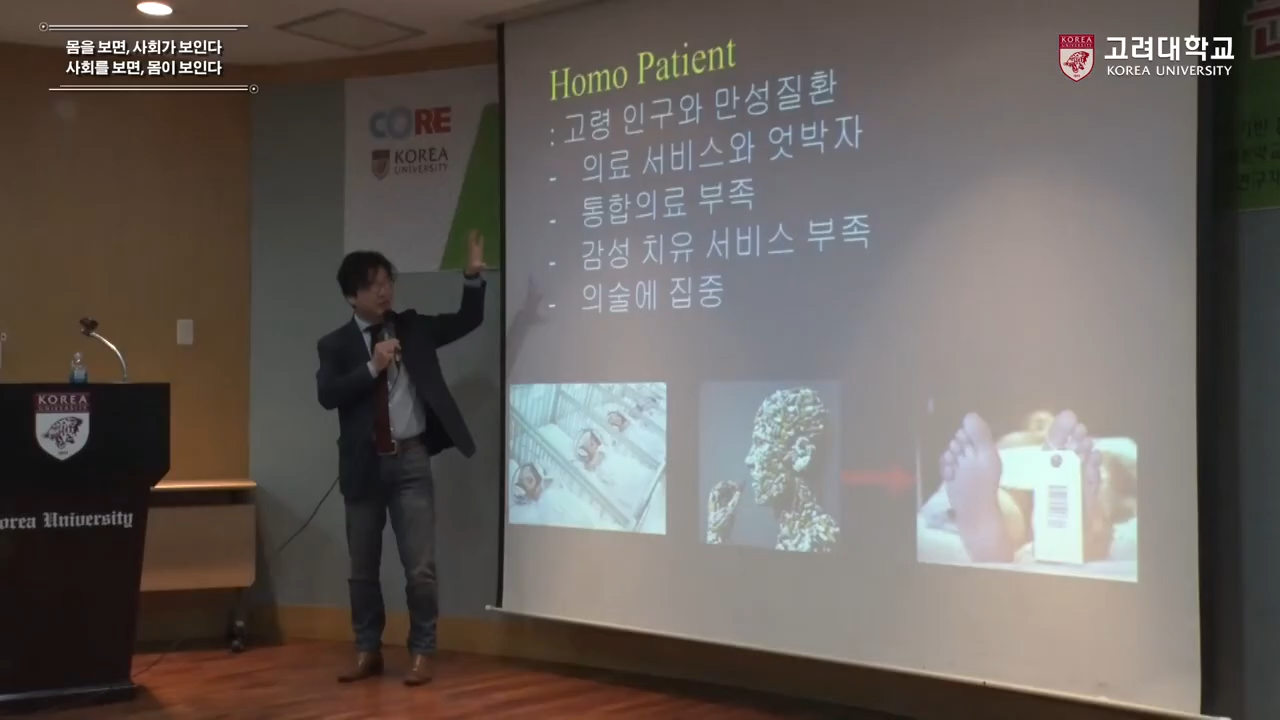 몸을 보면, 사회가 보인다
사회를 보면, 몸이 보인다
KOREA
고려대학교
KOREA UNIVERSITY
CORE
KOREA
UNIVERSITY
Homo Patient
: 고령 인구와 만성질환
- 의료 서비스와 엇박자
- 통합의료 부족
- 감성 치유 서비스 부족
- 의술에 집중
KOREA
UNIVERSITY
orea University